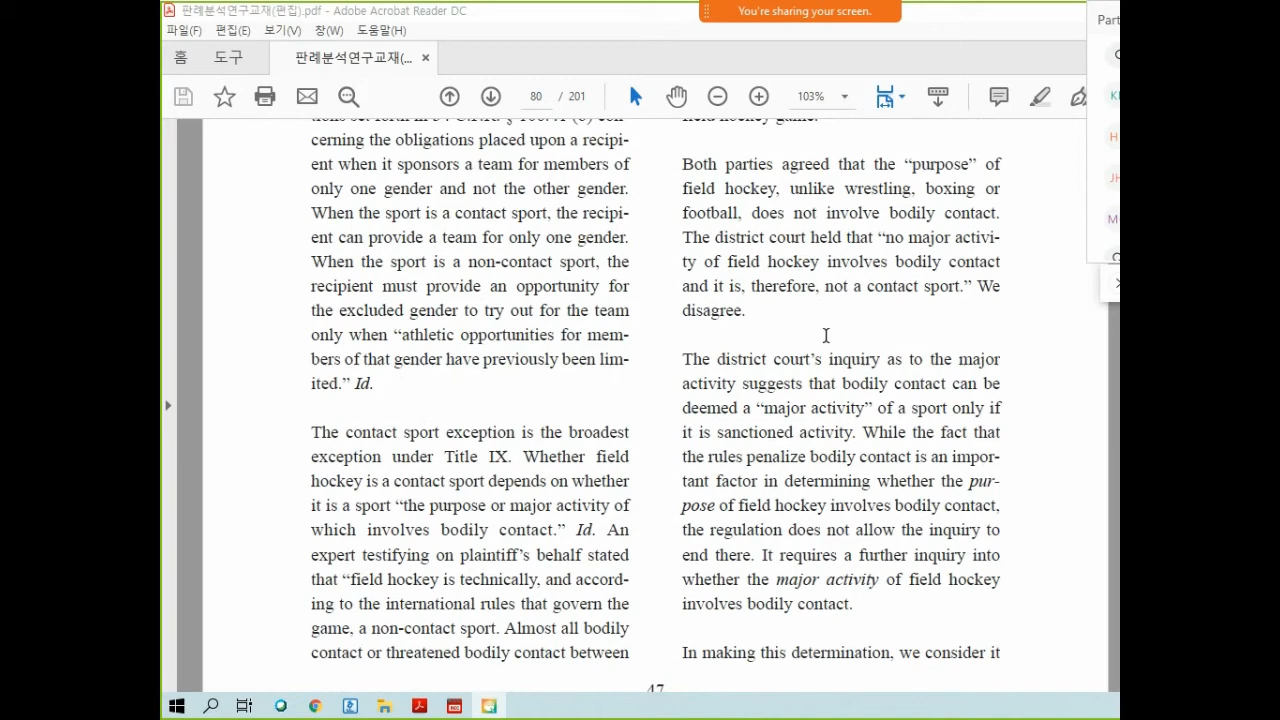 판례분석연구교재(편집).pdf - Adobe Acrobat Reader DC
You're sharing your screen.
Part
파일(F) 편집(E) 보기(V) 창(W) 도움말(H)
홈 도구 판례분석연구교재(... ×
80 / 201 103%
H
JH
cerning the obligations placed upon a recipi-
ent when it sponsors a team for members of
only one gender and not the other gender.
When the sport is a contact sport, the recipi-
ent can provide a team for only one gender.
When the sport is a non-contact sport, the
recipient must provide an opportunity for
the excluded gender to try out for the team
only when “athletic opportunities for mem-
bers of that gender have previously been lim-
ited.” Id.
The contact sport exception is the broadest
exception under Title IX. Whether field
hockey is a contact sport depends on whether
it is a sport “the purpose or major activity of
which involves bodily contact.” Id. An
expert testifying on plaintiff’s behalf stated
that “field hockey is technically, and accord-
ing to the international rules that govern the
game, a non-contact sport. Almost all bodily
contact or threatened bodily contact between
field hockey game.
Both parties agreed that the “purpose” of
field hockey, unlike wrestling, boxing or
football, does not involve bodily contact.
The district court held that “no major activi-
ty of field hockey involves bodily contact
and it is, therefore, not a contact sport.” We
disagree.
The district court’s inquiry as to the major
activity suggests that bodily contact can be
deemed a “major activity” of a sport only if
it is sanctioned activity. While the fact that
the rules penalize bodily contact is an impor-
tant factor in determining whether the pur-
pose of field hockey involves bodily contact,
the regulation does not allow the inquiry to
end there. It requires a further inquiry into
whether the major activity of field hockey
involves bodily contact.
In making this determination, we consider it
47